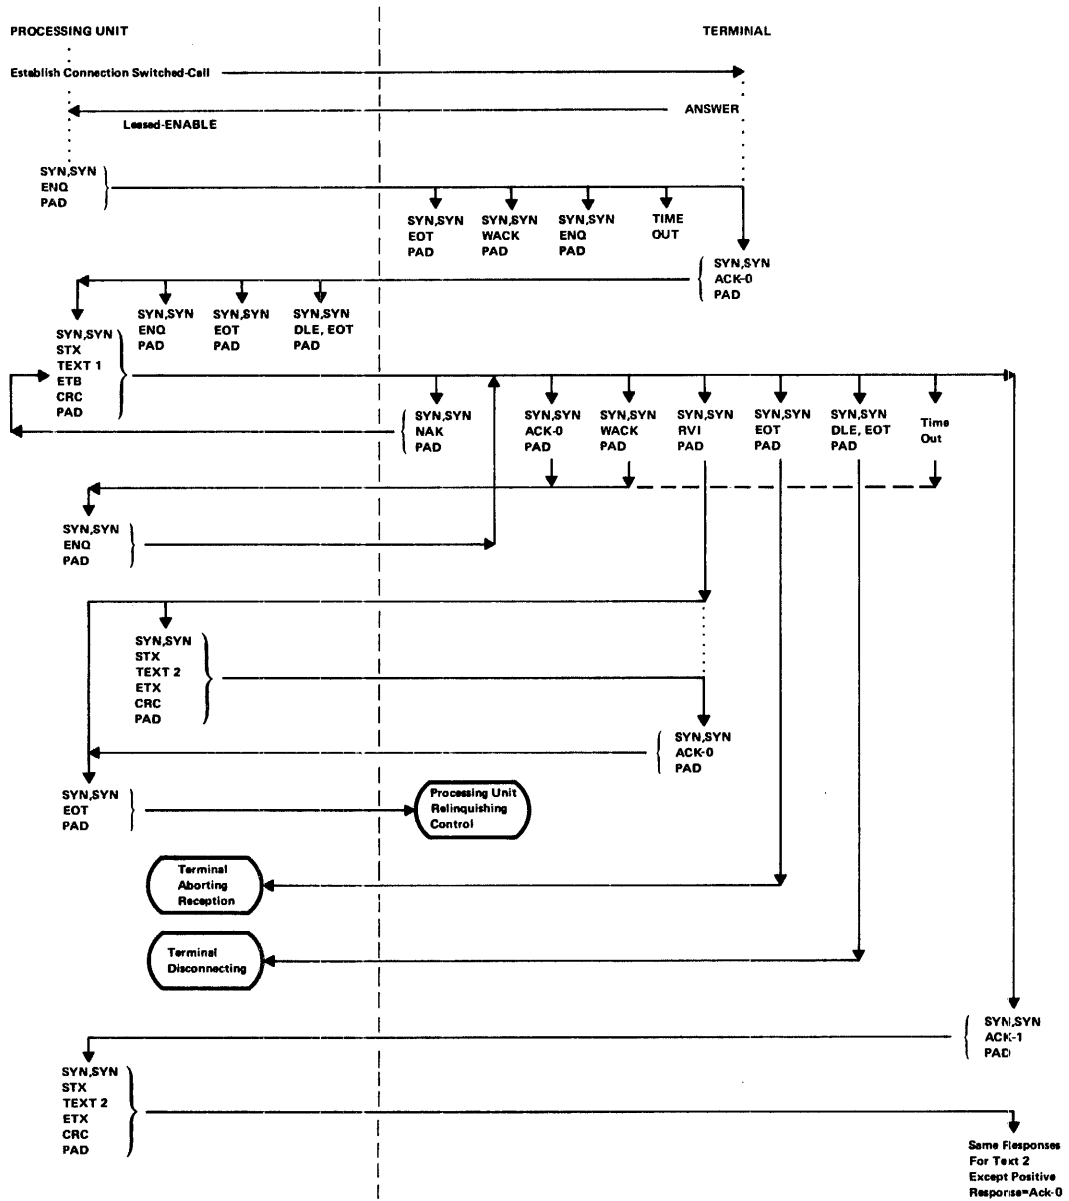 PROCESSING UNIT
TERMINAL
Establish Connection Switched-Call
ANSWER
Leased-ENABLE
SYN,SYN
ENQ
PAD
SYN,SYN
EOT
PAD
SYN,SYN
WACK
PAD
SYN,SYN
ENQ
PAD
TIME
OUT
SYN,SYN
ACK-0
PAD
SYN,SYN
ENQ
PAD
SYN,SYN
EOT
PAD
SYN,SYN
DLE, EOT
PAD
SYN,SYN
STX
TEXT 1
ETB
CRC
PAD
SYN,SYN
NAK
PAD
SYN,SYN
ACK-0
PAD
SYN,SYN
WACK
PAD
SYN,SYN
RVI
PAD
SYN,SYN
EOT
PAD
SYN,SYN
DLE, EOT
PAD
Time
Out
SYN,SYN
ENQ
PAD
SYN,SYN
STX
TEXT 2
ETX
CRC
PAD
SYN,SYN
ACK-0
PAD
SYN,SYN
EOT
PAD
Processing Unit
Relinquishing
Control
Terminal
Aborting
Reception
Terminal
Disconnecting
SYN,SYN
ACK-1
PAD
SYN,SYN
STX
TEXT 2
ETX
CRC
PAD
Same Responses
For Text 2
Except Positive
Response=Ack-0